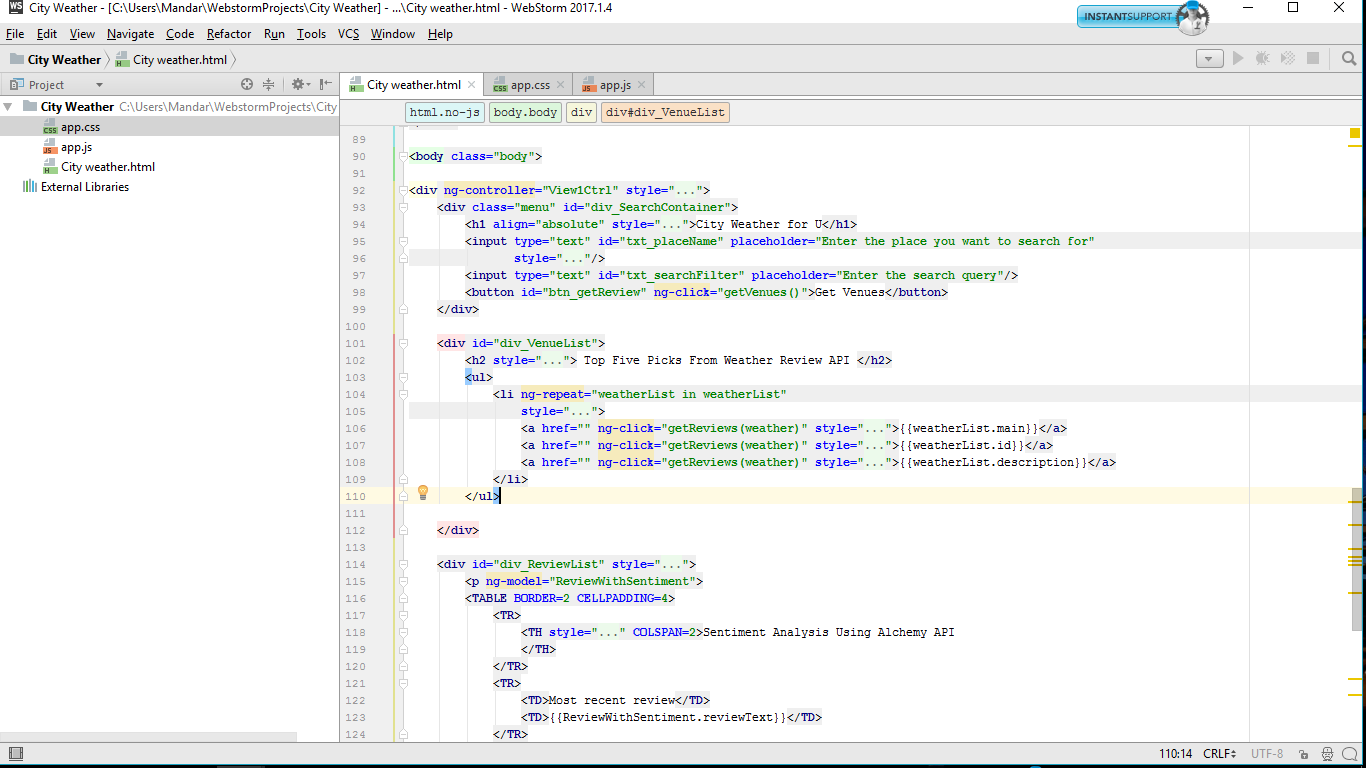 WS City Weather - [C:\Users\Mandar\WebstormProjects\City Weather] - ...\City weather.html - WebStorm 2017.1.4
INSTANTSUPPORT
File Edit View Navigate Code Refactor Run Tools VCS Window Help
City Weather City weather.html
Project
City weather.html app.css app.js
City Weather C:\Users\Mandar\WebstormProjects\City
app.css
app.js
City weather.html
External Libraries
html.no-js body.body div div#div_VenueList
89
90 <body class="body">
91
92 <div ng-controller="View1Ctrl" style="...">
93 <div class="menu" id="div_SearchContainer">
94 <h1 align="absolute" style="...">City Weather for U</h1>
95 <input type="text" id="txt_placeName" placeholder="Enter the place you want to search for"
96 style="..."/>
97 <input type="text" id="txt_searchFilter" placeholder="Enter the search query"/>
98 <button id="btn_getReview" ng-click="getVenues()">Get Venues</button>
99 </div>
100
101 <div id="div_VenueList">
102 <h2 style="..."> Top Five Picks From Weather Review API </h2>
103 <ul>
104 <li ng-repeat="weatherList in weatherList"
105 style="...">
106 <a href="" ng-click="getReviews(weather)" style="...">{{weatherList.main}}</a>
107 <a href="" ng-click="getReviews(weather)" style="...">{{weatherList.id}}</a>
108 <a href="" ng-click="getReviews(weather)" style="...">{{weatherList.description}}</a>
109 </li>
110 </ul>
111
112 </div>
113
114 <div id="div_ReviewList" style="...">
115 <p ng-model="ReviewWithSentiment">
116 <TABLE BORDER=2 CELLPADDING=4>
117 <TR>
118 <TH style="..." COLSPAN=2>Sentiment Analysis Using Alchemy API
119 </TH>
120 </TR>
121 <TR>
122 <TD>Most recent review</TD>
123 <TD>{{ReviewWithSentiment.reviewText}}</TD>
124 </TR>
110:14 CRLF UTF-8